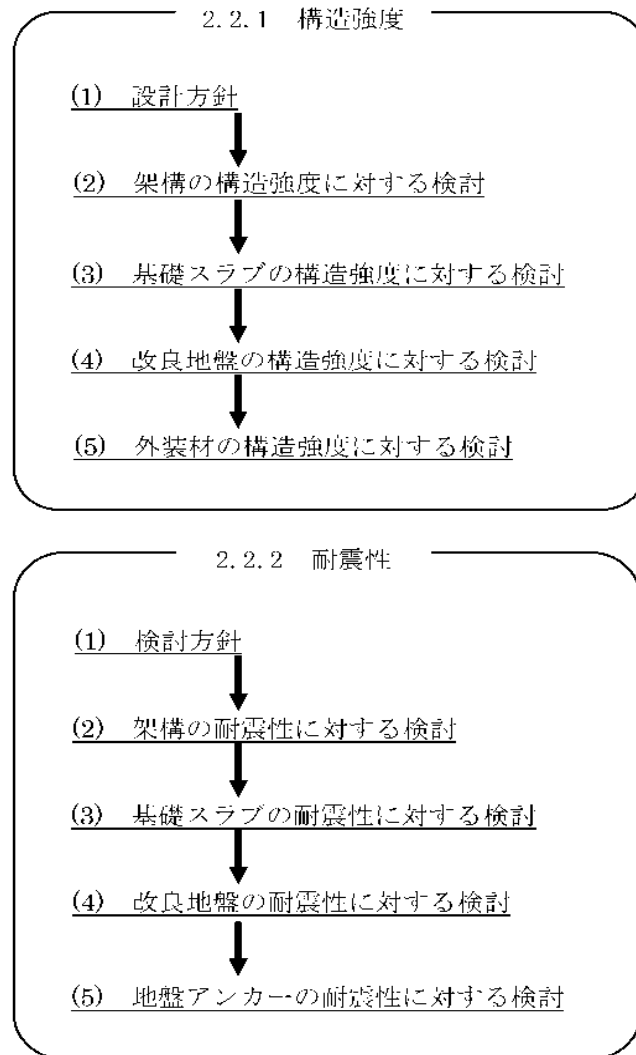 2.2.1 構造強度
(1) 設計方針
(2) 架構の構造強度に対する検討
(3) 基礎スラブの構造強度に対する検討
(4) 改良地盤の構造強度に対する検討
(5) 外装材の構造強度に対する検討
2.2.2 耐震性
(1) 検討方針
(2) 架構の耐震性に対する検討
(3) 基礎スラブの耐震性に対する検討
(4) 改良地盤の耐震性に対する検討
(5) 地盤アンカーの耐震性に対する検討